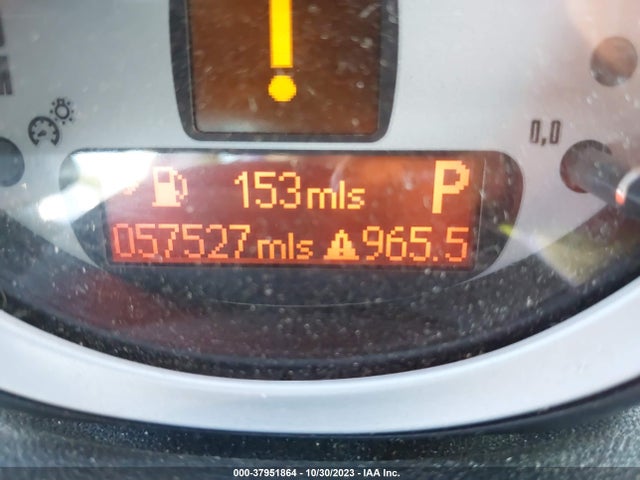 0,0
153 mls P
057527 mls 965.5
000-37951864 - 10/30/2023 - IAA Inc.